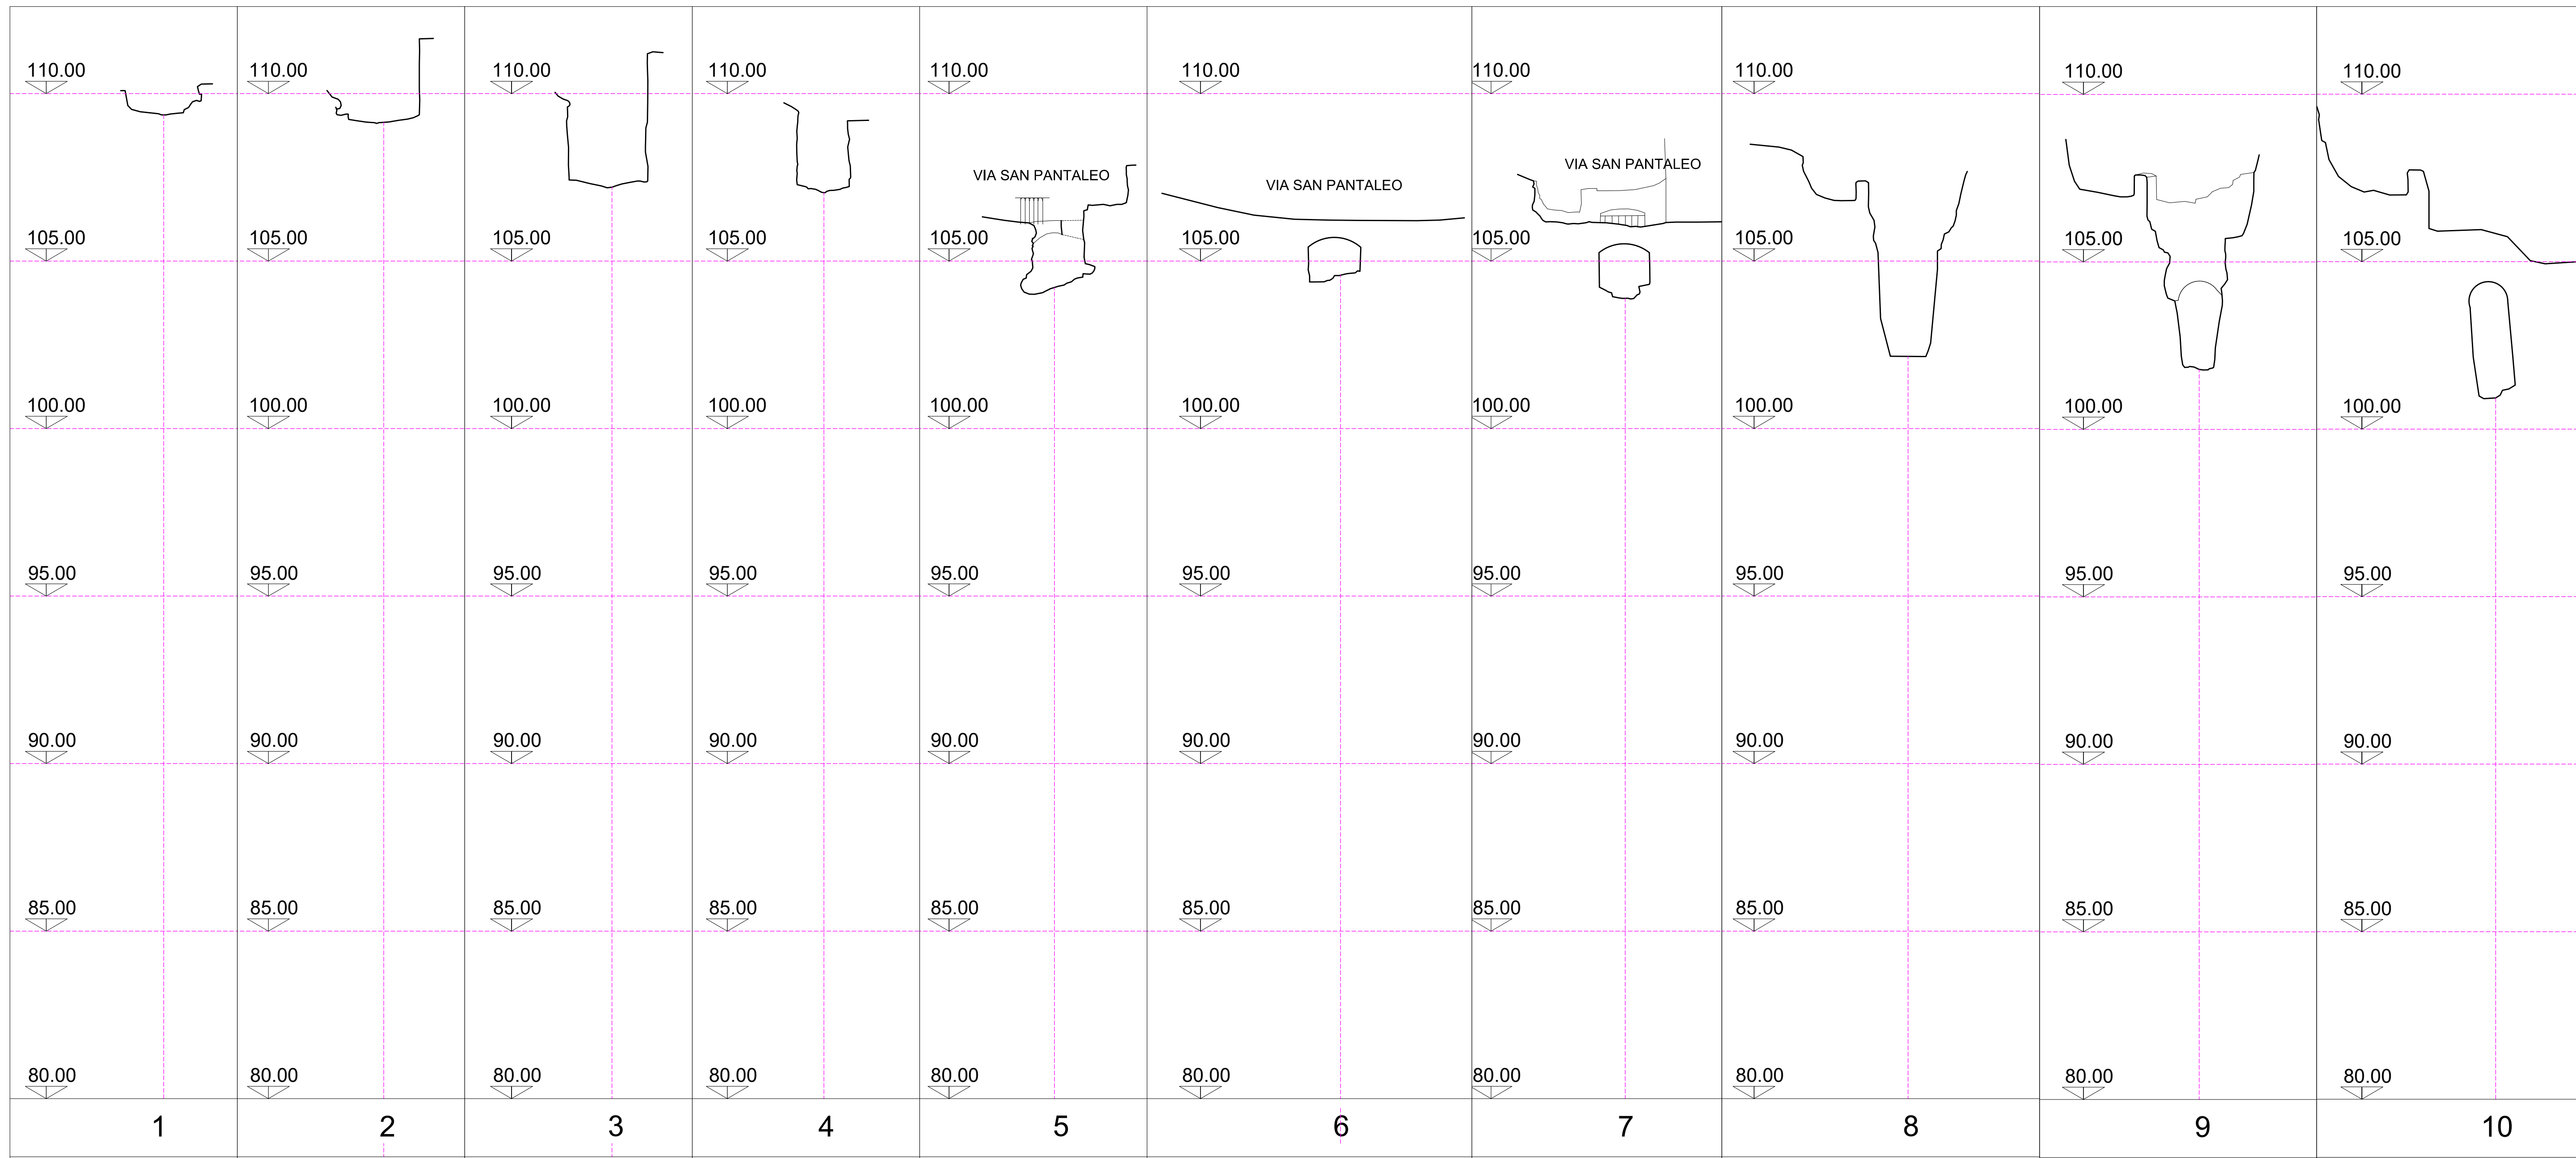 110.00 110.00 110.00 110.00 110.00 110.00 110.00 110.00 110.00 110.00
VIA SAN PANTALEO
VIA SAN PANTALEO
VIA SAN PANTALEO
105.00 105.00 105.00 105.00 105.00 105.00 105.00 105.00 105.00 105.00
100.00 100.00 100.00 100.00 100.00 100.00 100.00 100.00 100.00 100.00
95.00 95.00 95.00 95.00 95.00 95.00 95.00 95.00 95.00 95.00
90.00 90.00 90.00 90.00 90.00 90.00 90.00 90.00 90.00 90.00
85.00 85.00 85.00 85.00 85.00 85.00 85.00 85.00 85.00 85.00
80.00 80.00 80.00 80.00 80.00 80.00 80.00 80.00 80.00 80.00
1 2 3 4 5 6 7 8 9 10